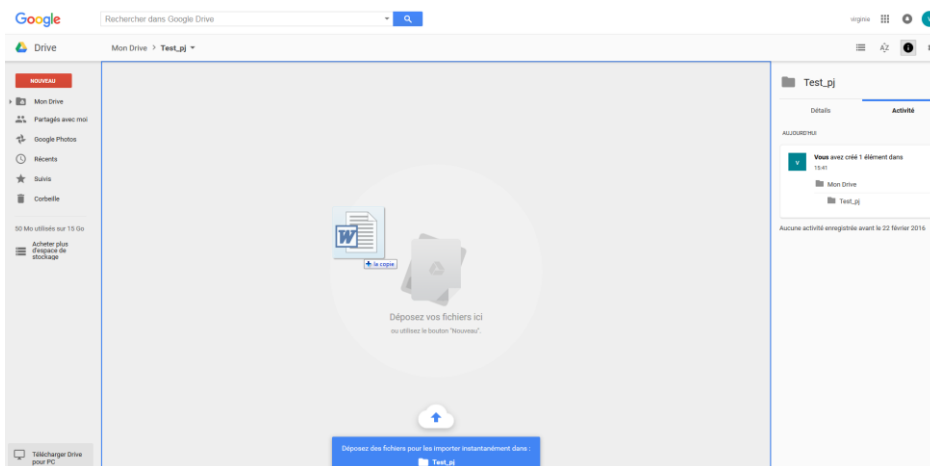 Google
Rechercher dans Google Drive
virginie
Drive
Mon Drive > Test_pj
NOUVEAU
Mon Drive
Partagés avec moi
Google Photos
Récents
Suivis
Corbeille
50 Mo utilisés sur 15 Go
Acheter plus
d'espace de
stockage
Télécharger Drive
pour PC
W
la copie
Déposez vos fichiers ici
ou utilisez le bouton "Nouveau".
Déposez des fichiers pour les importer instantanément dans :
Test_pj
Test_pj
Détails
Activité
AUJOURD'HUI
V
Vous avez créé 1 élément dans
15:41
Mon Drive
Test_pj
Aucune activité enregistrée avant le 22 février 2016